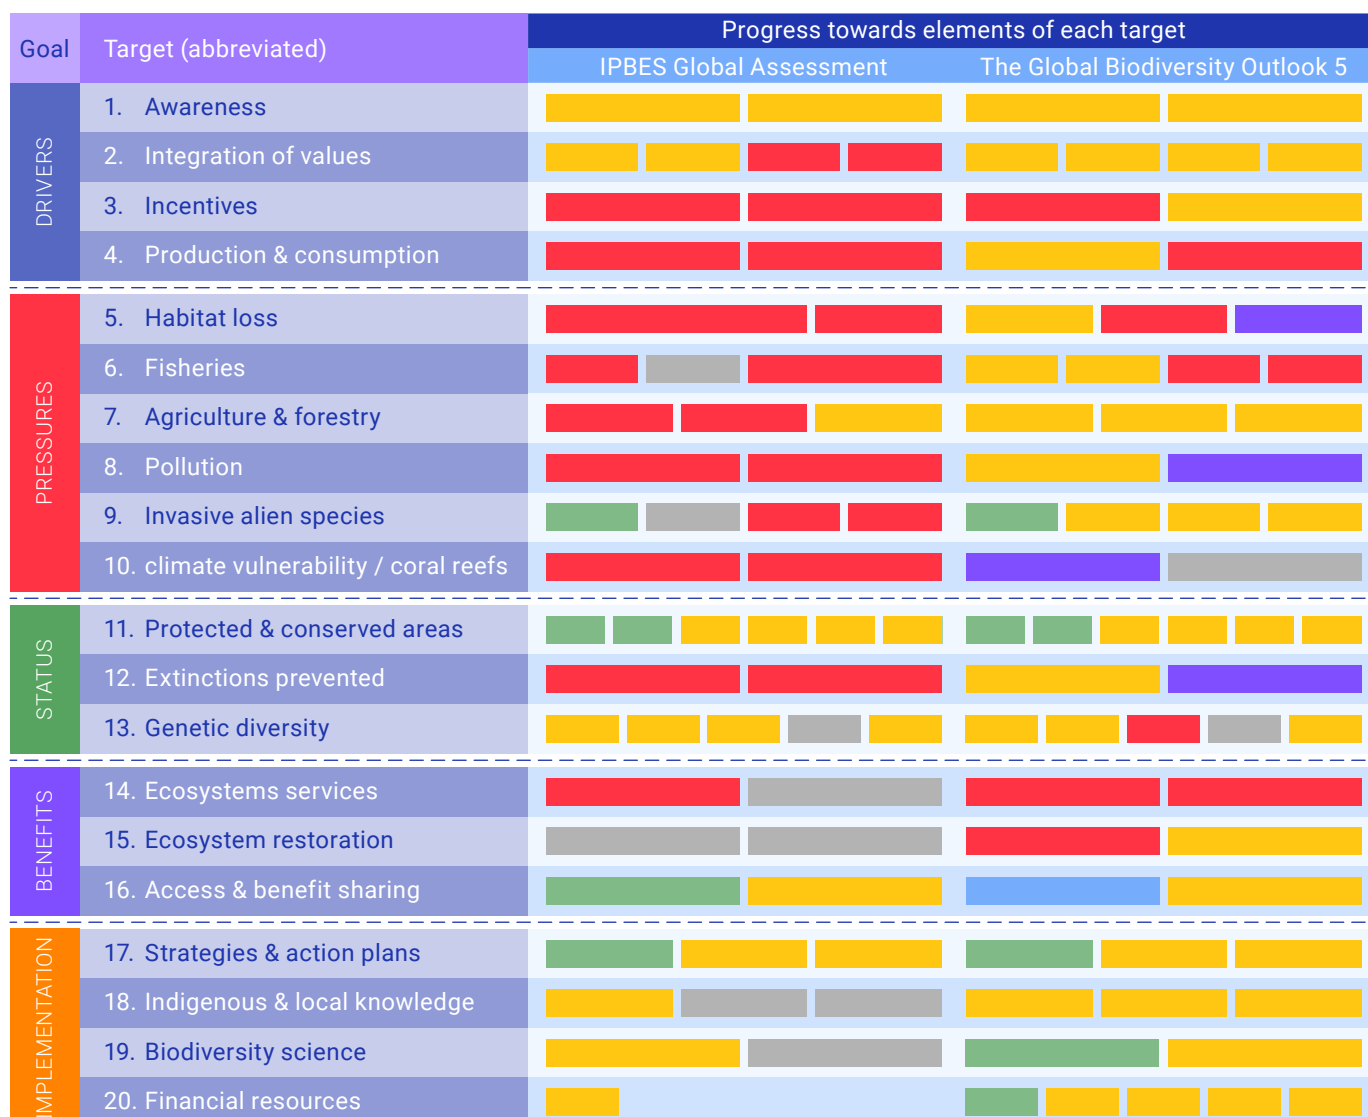 Goal
Target (abbreviated)
Progress towards elements of each target
IPBES Global Assessment
The Global Biodiversity Outlook 5
DRIVERS
1. Awareness
2. Integration of values
3. Incentives
4. Production & consumption
PRESSURES
5. Habitat loss
6. Fisheries
7. Agriculture & forestry
8. Pollution
9. Invasive alien species
10. climate vulnerability / coral reefs
STATUS
11. Protected & conserved areas
12. Extinctions prevented
13. Genetic diversity
BENEFITS
14. Ecosystems services
15. Ecosystem restoration
16. Access & benefit sharing
IMPLEMENTATION
17. Strategies & action plans
18. Indigenous & local knowledge
19. Biodiversity science
20. Financial resources